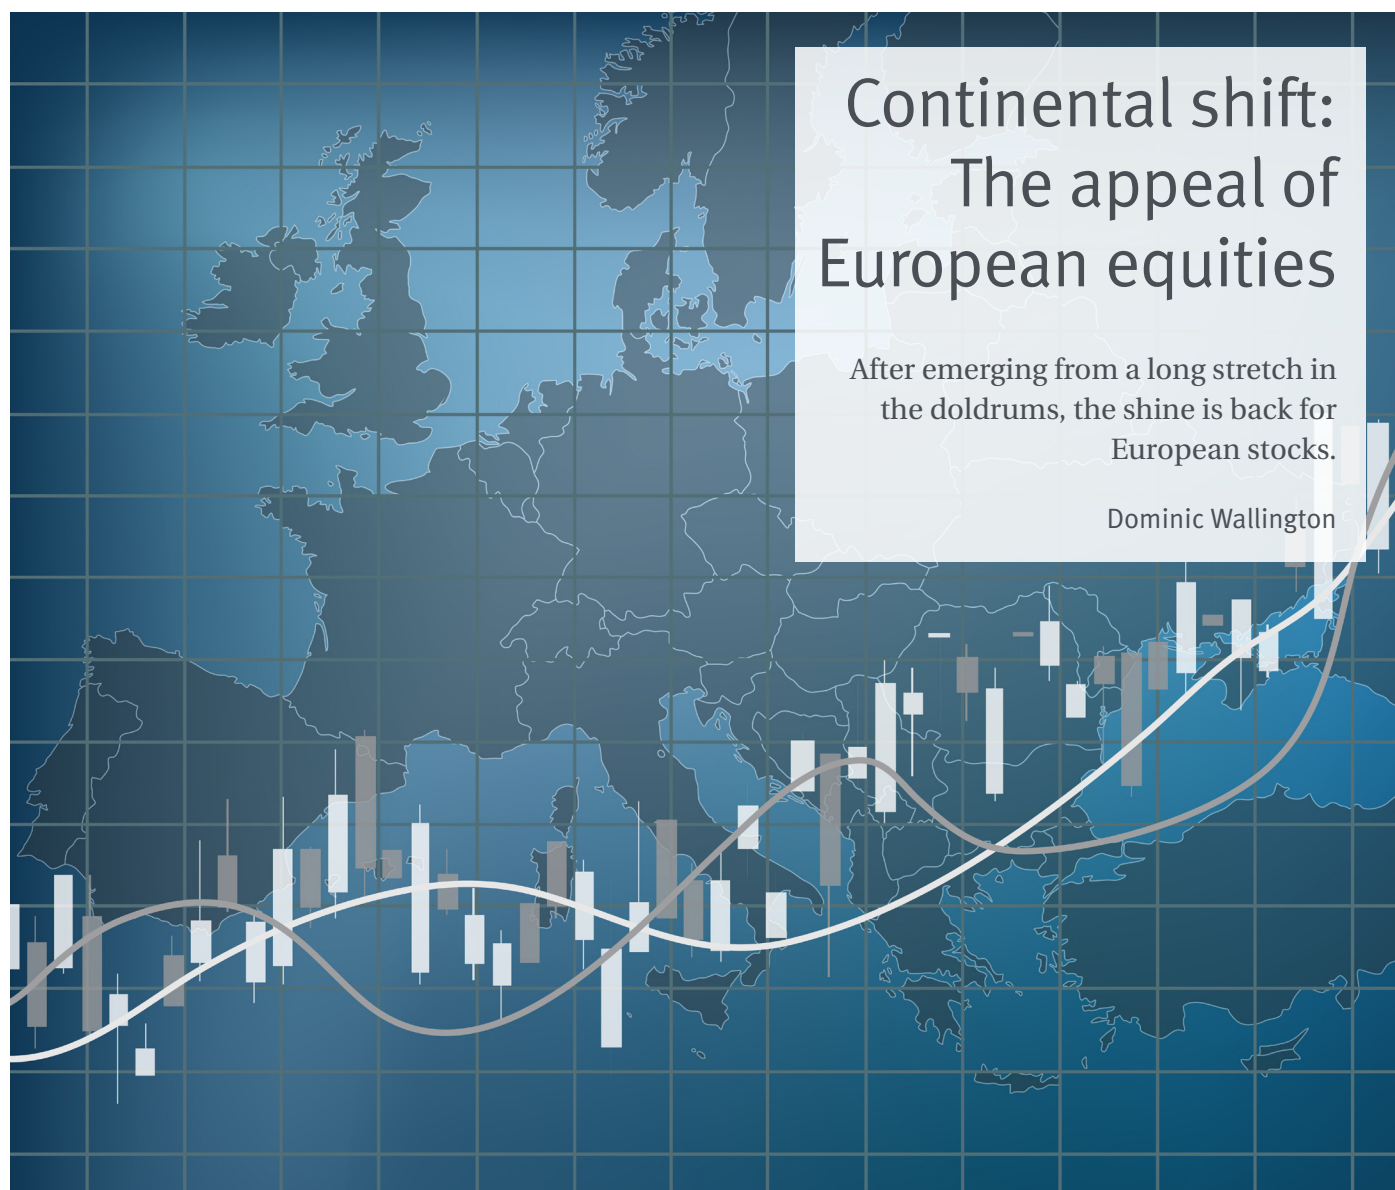 Continental shift:
The appeal of
European equities
After emerging from a long stretch in
the doldrums, the shine is back for
European stocks.
Dominic Wallington